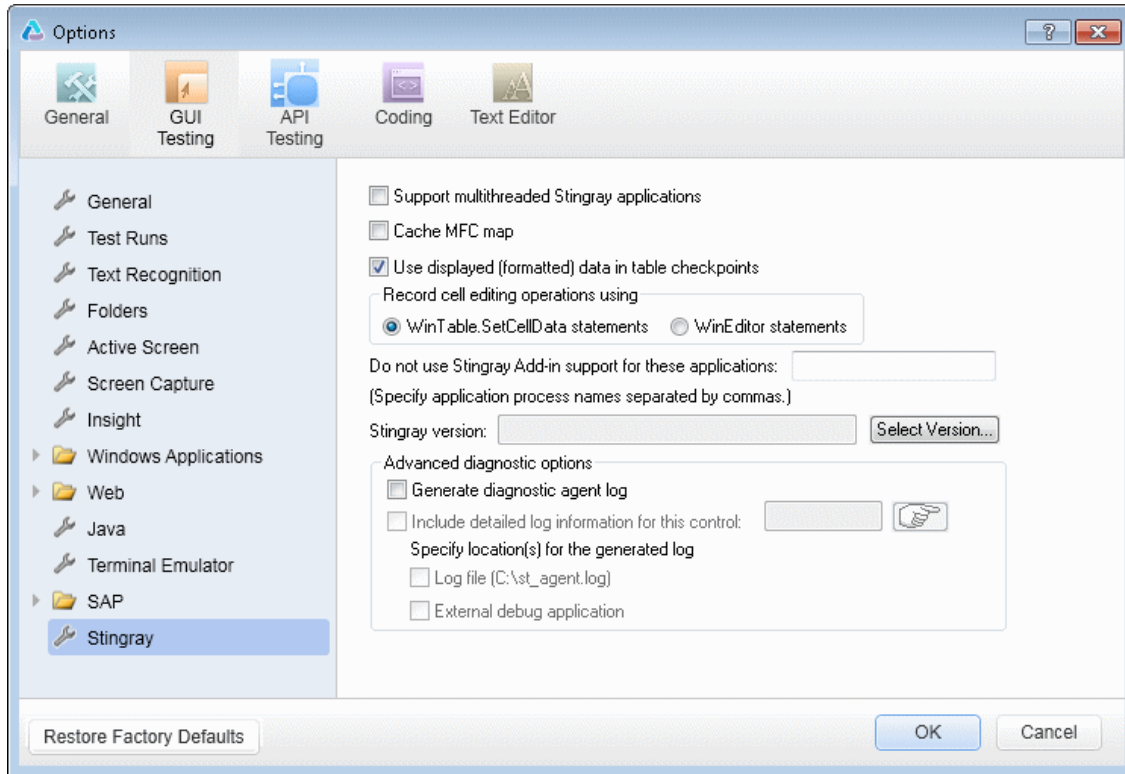 Options
General
GUI
Testing
API
Testing
Coding
Text Editor
General
Test Runs
Text Recognition
Folders
Active Screen
Screen Capture
Insight
Windows Applications
Web
Java
Terminal Emulator
SAP
Stingray
Support multithreaded Stingray applications
Cache MFC map
Use displayed (formatted) data in table checkpoints
Record cell editing operations using
WinTable.SetCellData statements WinEditor statements
Do not use Stingray Add-in support for these applications:
(Specify application process names separated by commas.)
Stingray version: Select Version...
Advanced diagnostic options
Generate diagnostic agent log
Include detailed log information for this control:
Specify location(s) for the generated log
Log file (C:\st_agent.log)
External debug application
Restore Factory Defaults
OK
Cancel